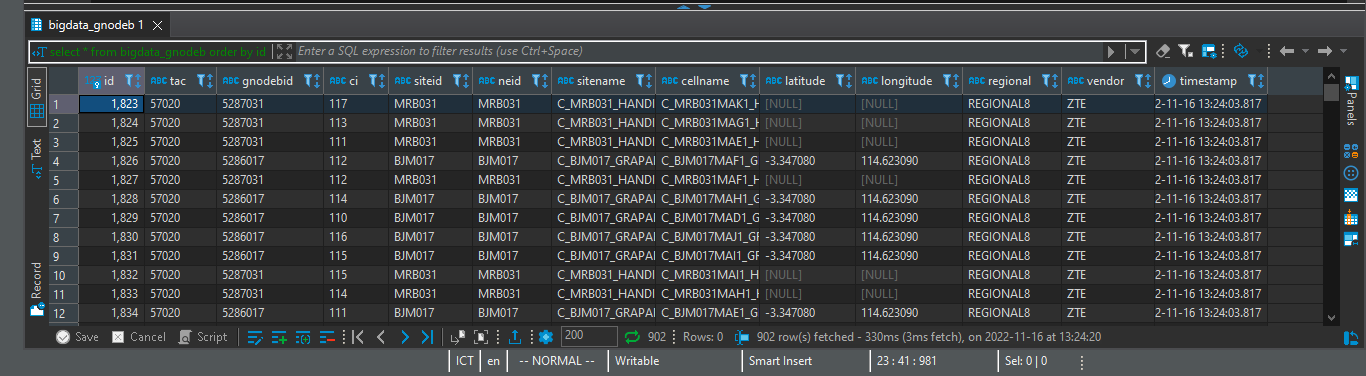 bigdata_gnodeb 1
select * from bigdata_gnodeb order by id Enter a SQL expression to filter results (use Ctrl+Space)
id ABC tac ABC gnodebid ABC ci ABC siteid ABC neid ABC sitename ABC cellname ABC latitude ABC longitude ABC regional ABC vendor timestamp
1 1,823 57020 5287031 117 MRB031 MRB031 C_MRB031_HANDI C_MRB031MAK1_H [NULL] [NULL] REGIONAL8 ZTE 2-11-16 13:24:03.817
2 1,824 57020 5287031 113 MRB031 MRB031 C_MRB031_HANDI C_MRB031MAG1_H [NULL] [NULL] REGIONAL8 ZTE 2-11-16 13:24:03.817
3 1,825 57020 5287031 111 MRB031 MRB031 C_MRB031_HANDI C_MRB031MAE1_H [NULL] [NULL] REGIONAL8 ZTE 2-11-16 13:24:03.817
4 1,826 57020 5286017 112 BJM017 BJM017 C_BJM017_GRAPAI C_BJM017MAF1_GI -3.347080 114.623090 REGIONAL8 ZTE 2-11-16 13:24:03.817
5 1,827 57020 5287031 112 MRB031 MRB031 C_MRB031_HANDI C_MRB031MAF1_H [NULL] [NULL] REGIONAL8 ZTE 2-11-16 13:24:03.817
6 1,828 57020 5286017 114 BJM017 BJM017 C_BJM017_GRAPAI C_BJM017MAH1_G -3.347080 114.623090 REGIONAL8 ZTE 2-11-16 13:24:03.817
7 1,829 57020 5286017 110 BJM017 BJM017 C_BJM017_GRAPAI C_BJM017MAD1_G -3.347080 114.623090 REGIONAL8 ZTE 2-11-16 13:24:03.817
8 1,830 57020 5286017 116 BJM017 BJM017 C_BJM017_GRAPAI C_BJM017MAJ1_GF -3.347080 114.623090 REGIONAL8 ZTE 2-11-16 13:24:03.817
9 1,831 57020 5286017 115 BJM017 BJM017 C_BJM017_GRAPAI C_BJM017MAI1_GF -3.347080 114.623090 REGIONAL8 ZTE 2-11-16 13:24:03.817
10 1,832 57020 5287031 115 MRB031 MRB031 C_MRB031_HANDI C_MRB031MAI1_H [NULL] [NULL] REGIONAL8 ZTE 2-11-16 13:24:03.817
11 1,833 57020 5287031 114 MRB031 MRB031 C_MRB031_HANDI C_MRB031MAH1_H [NULL] [NULL] REGIONAL8 ZTE 2-11-16 13:24:03.817
12 1,834 57020 5286017 111 BJM017 BJM017 C_BJM017_GRAPAI C_BJM017MAE1_G -3.347080 114.623090 REGIONAL8 ZTE 2-11-16 13:24:03.817
Grid
Text
Record
Panels
Save Cancel Script 200 902 Rows: 0 902 row(s) fetched - 330ms (3ms fetch), on 2022-11-16 at 13:24:20
ICT en -- NORMAL -- Writable Smart Insert 23 : 41 : 981 Sel: 0 | 0